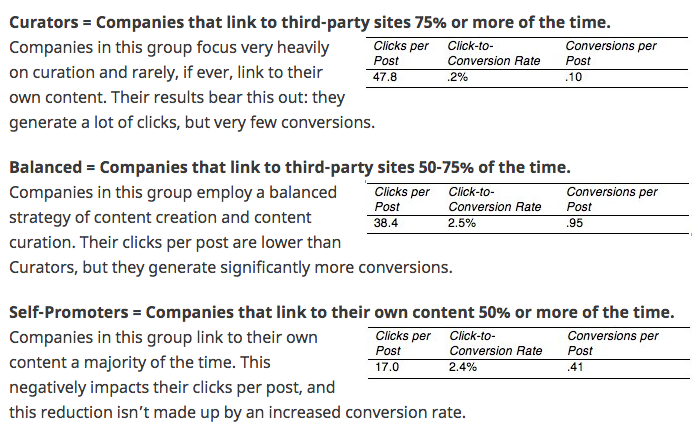 Curators = Companies that link to third-party sites 75% or more of the time.
Companies in this group focus very heavily
on curation and rarely, if ever, link to their
own content. Their results bear this out: they
generate a lot of clicks, but very few conversions.
Clicks per Click-to- Conversions per
Post Conversion Rate Post
47.8 .2% .10
Balanced = Companies that link to third-party sites 50-75% of the time.
Companies in this group employ a balanced
strategy of content creation and content
curation. Their clicks per post are lower than
Curators, but they generate significantly more conversions.
Clicks per Click-to- Conversions per
Post Conversion Rate Post
38.4 2.5% .95
Self-Promoters = Companies that link to their own content 50% or more of the time.
Companies in this group link to their own
content a majority of the time. This
negatively impacts their clicks per post, and
this reduction isn’t made up by an increased conversion rate.
Clicks per Click-to- Conversions per
Post Conversion Rate Post
17.0 2.4% .41